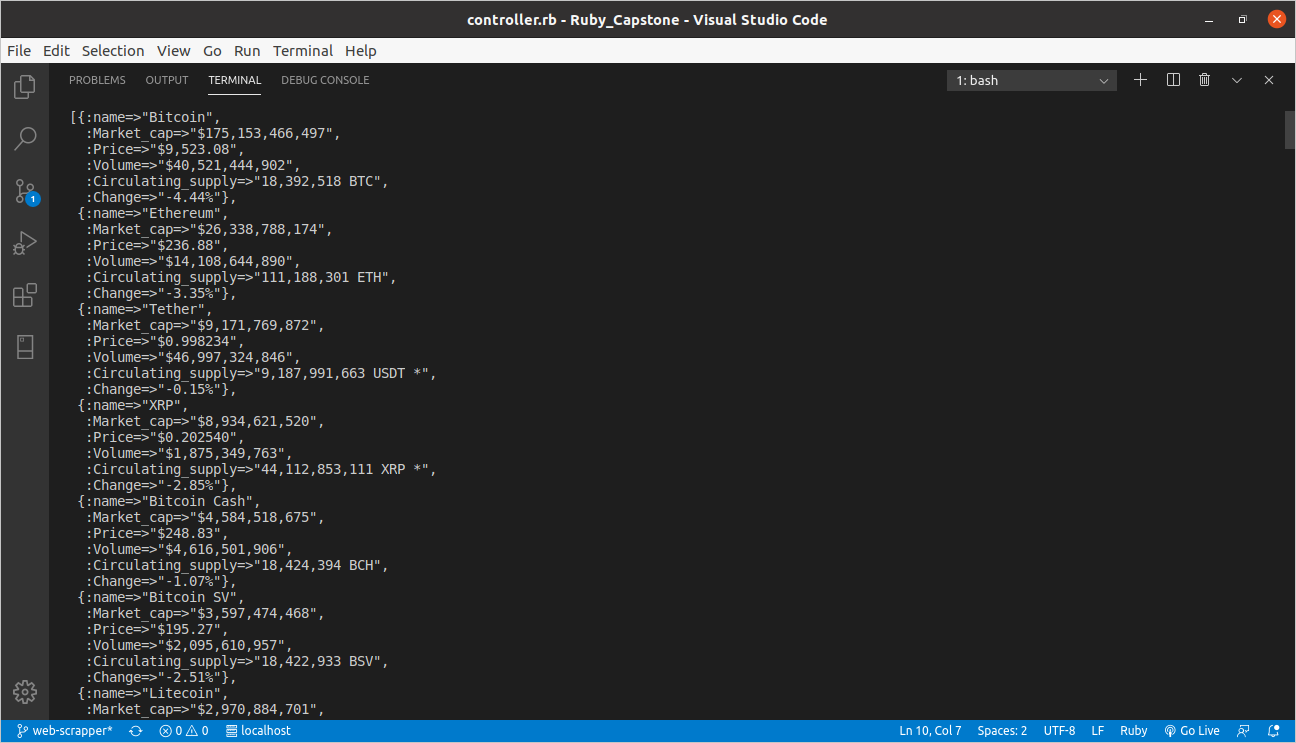 controller.rb - Ruby_Capstone - Visual Studio Code
File Edit Selection View Go Run Terminal Help
PROBLEMS OUTPUT TERMINAL DEBUG CONSOLE 1: bash
[{:name=>"Bitcoin",
:Market_cap=>"$175,153,466,497",
:Price=>"$9,523.08",
:Volume=>"$40,521,444,902",
:Circulating_supply=>"18,392,518 BTC",
:Change=>"-4.44%"},
{:name=>"Ethereum",
:Market_cap=>"$26,338,788,174",
:Price=>"$236.88",
:Volume=>"$14,108,644,890",
:Circulating_supply=>"111,188,301 ETH",
:Change=>"-3.35%"},
{:name=>"Tether",
:Market_cap=>"$9,171,769,872",
:Price=>"$0.998234",
:Volume=>"$46,997,324,846",
:Circulating_supply=>"9,187,991,663 USDT *",
:Change=>"-0.15%"},
{:name=>"XRP",
:Market_cap=>"$8,934,621,520",
:Price=>"$0.202540",
:Volume=>"$1,875,349,763",
:Circulating_supply=>"44,112,853,111 XRP *",
:Change=>"-2.85%"},
{:name=>"Bitcoin Cash",
:Market_cap=>"$4,584,518,675",
:Price=>"$248.83",
:Volume=>"$4,616,501,906",
:Circulating_supply=>"18,424,394 BCH",
:Change=>"-1.07%"},
{:name=>"Bitcoin SV",
:Market_cap=>"$3,597,474,468",
:Price=>"$195.27",
:Volume=>"$2,095,610,957",
:Circulating_supply=>"18,422,933 BSV",
:Change=>"-2.51%"},
{:name=>"Litecoin",
:Market_cap=>"$2,970,884,701",
1
web-scrapper* 0 0 localhost Ln 10, Col 7 Spaces: 2 UTF-8 LF Ruby Go Live